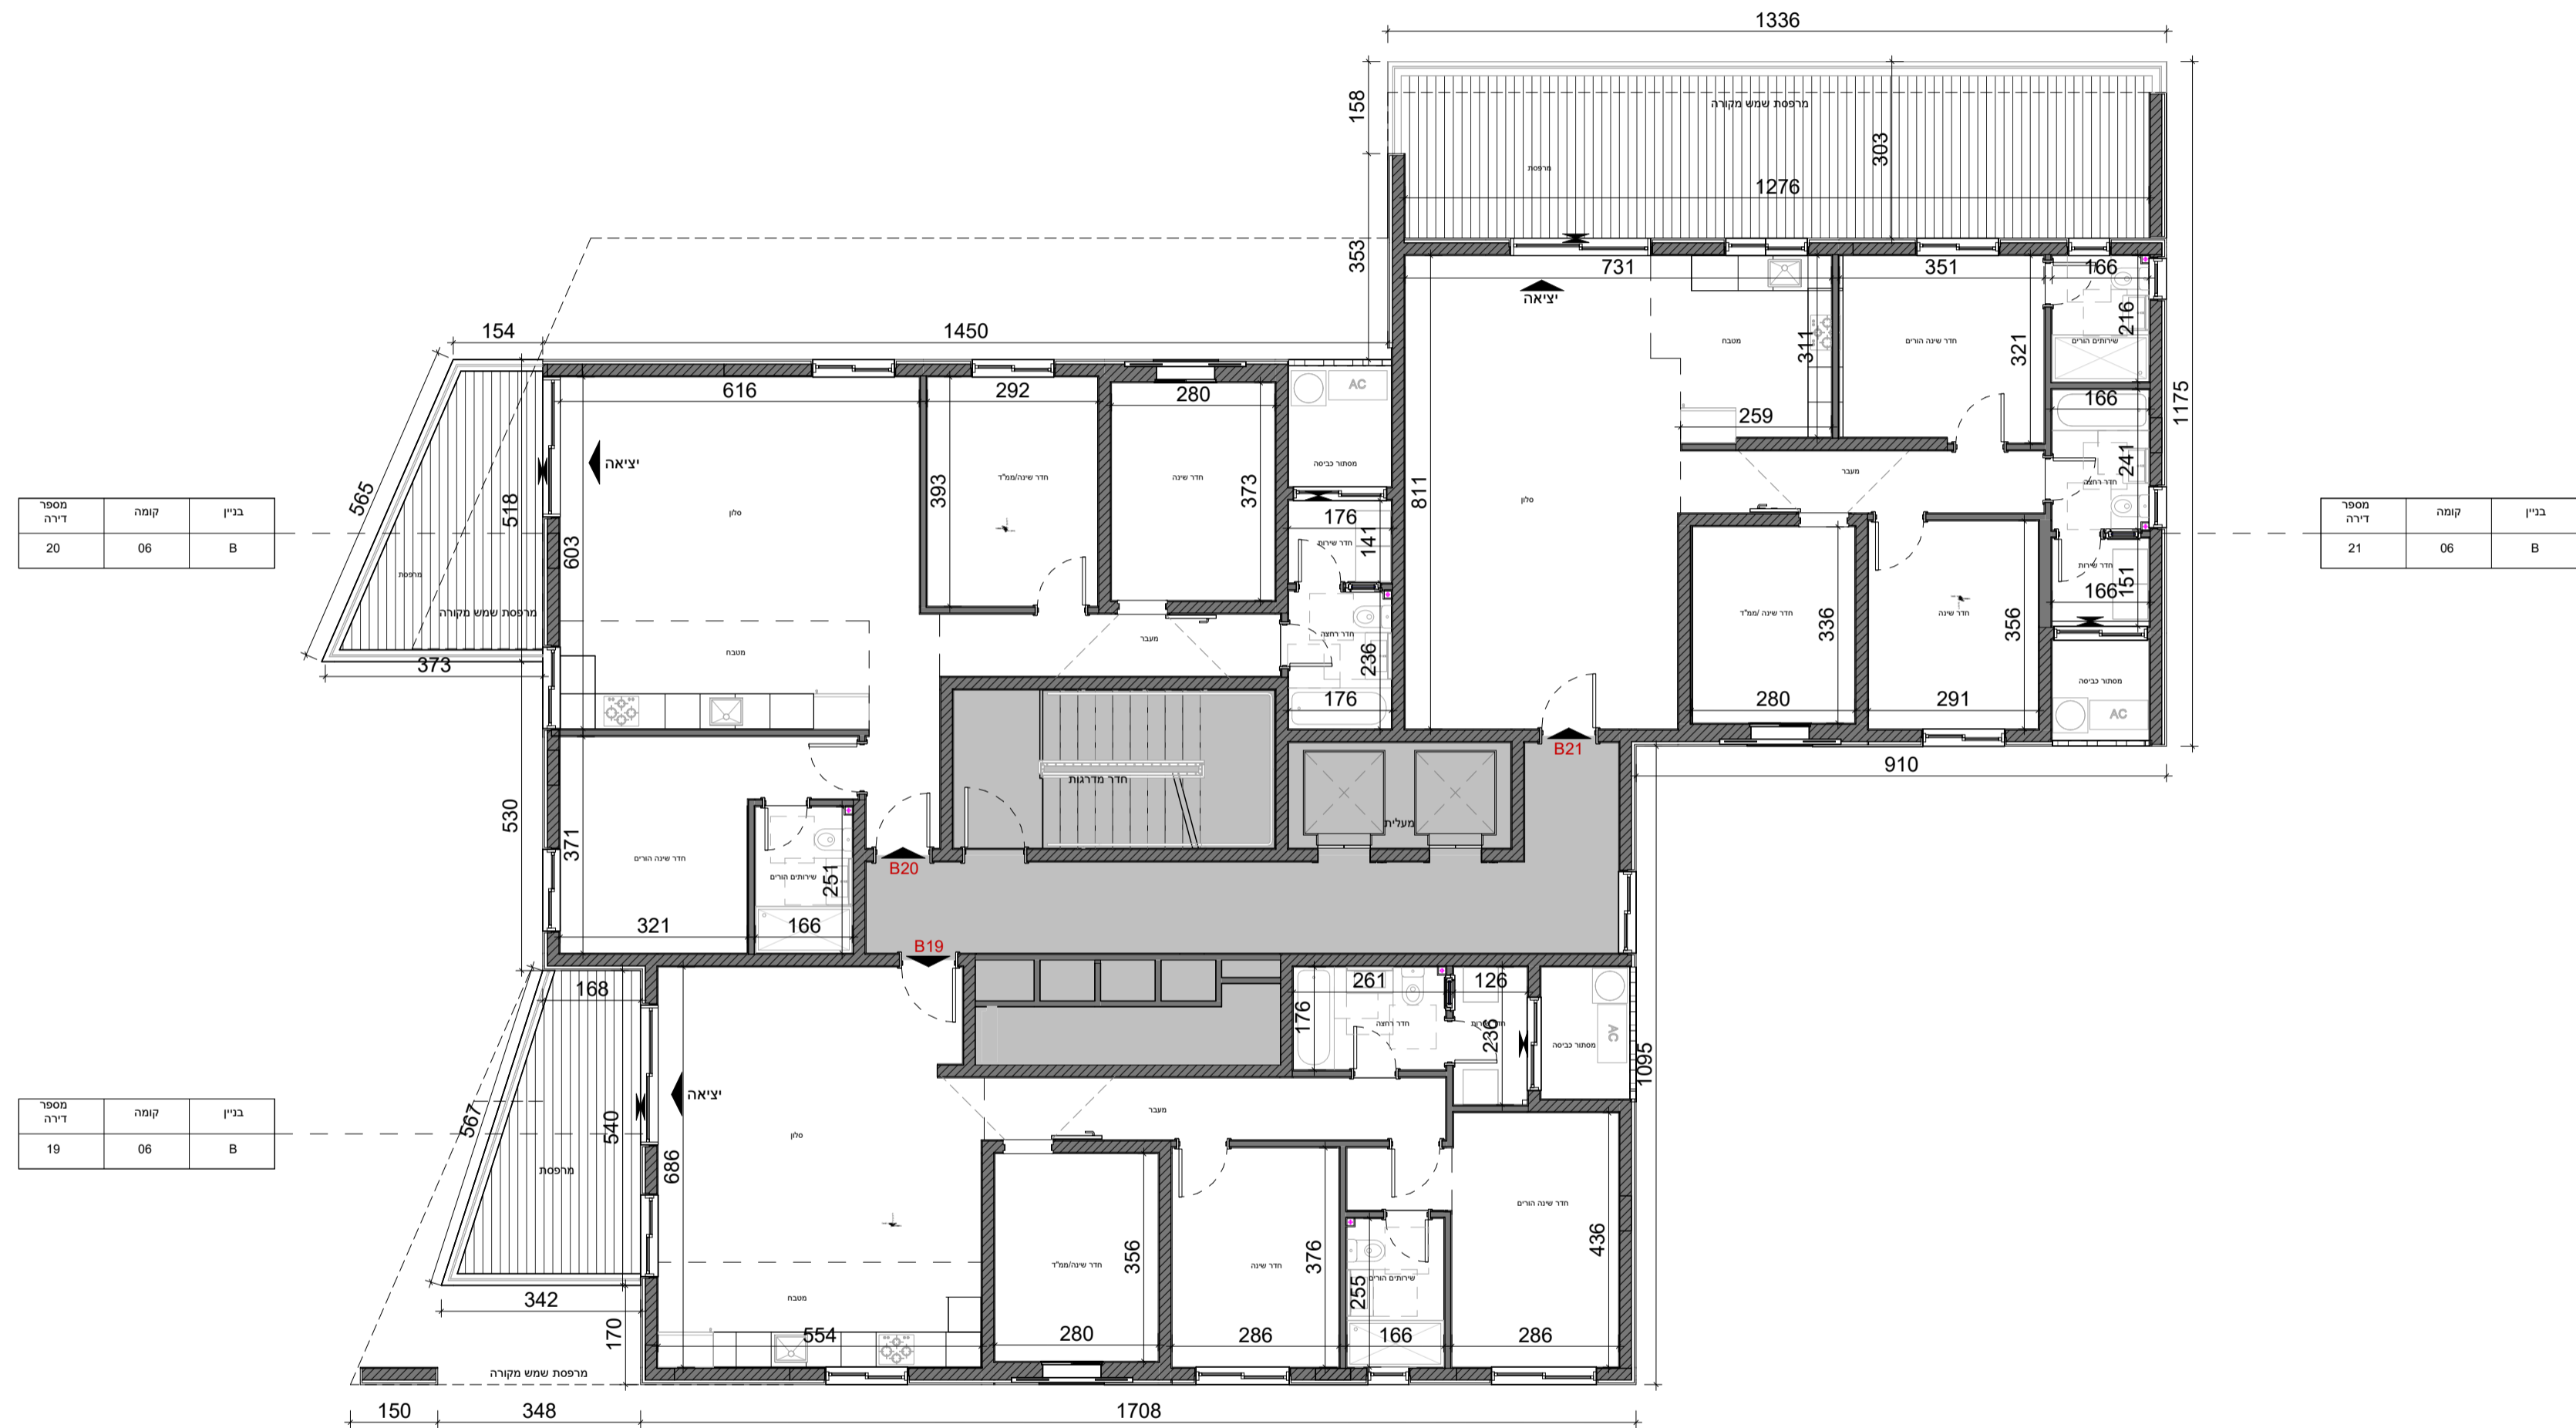 1336
158
מרפסת שמש מקורה
303
מרפסת
1276
353
731
351
166
יציאה
216
311
מטבח
חדר שינה הורים
321
שירותים הורים
154
1450
1175
616
292
280
AC
259
166
565
518
יציאה
393
חדר שינה/ממ"ד
חדר שינה
373
מסתור כביסה
811
סלון
מעבר
241
חדר רחצה
סלון
603
176
141
חדר שירות
מספר דירה
קומה
בניין
20
06
B
מספר דירה
קומה
בניין
21
06
B
חדר שירות
151
166
מרפסת
מרפסת שמש מקורה
מטבח
מעבר
חדר רחצה
236
חדר שינה /ממ"ד
336
חדר שינה
356
373
176
280
291
מסתור כביסה
AC
B21
910
חדר מדרגות
מעלית
530
371
חדר שינה הורים
שירותים הורים
251
B20
321
166
B19
168
261
126
176
חדר רחצה
236
מסתור כביסה
AC
1095
567
540
יציאה
סלון
מעבר
מספר דירה
קומה
בניין
19
06
B
מרפסת
686
חדר שינה הורים
436
356
חדר שינה/ממ"ד
376
חדר שינה
255
שירותים הורים
342
170
מטבח
554
280
286
166
286
מרפסת שמש מקורה
150
348
1708